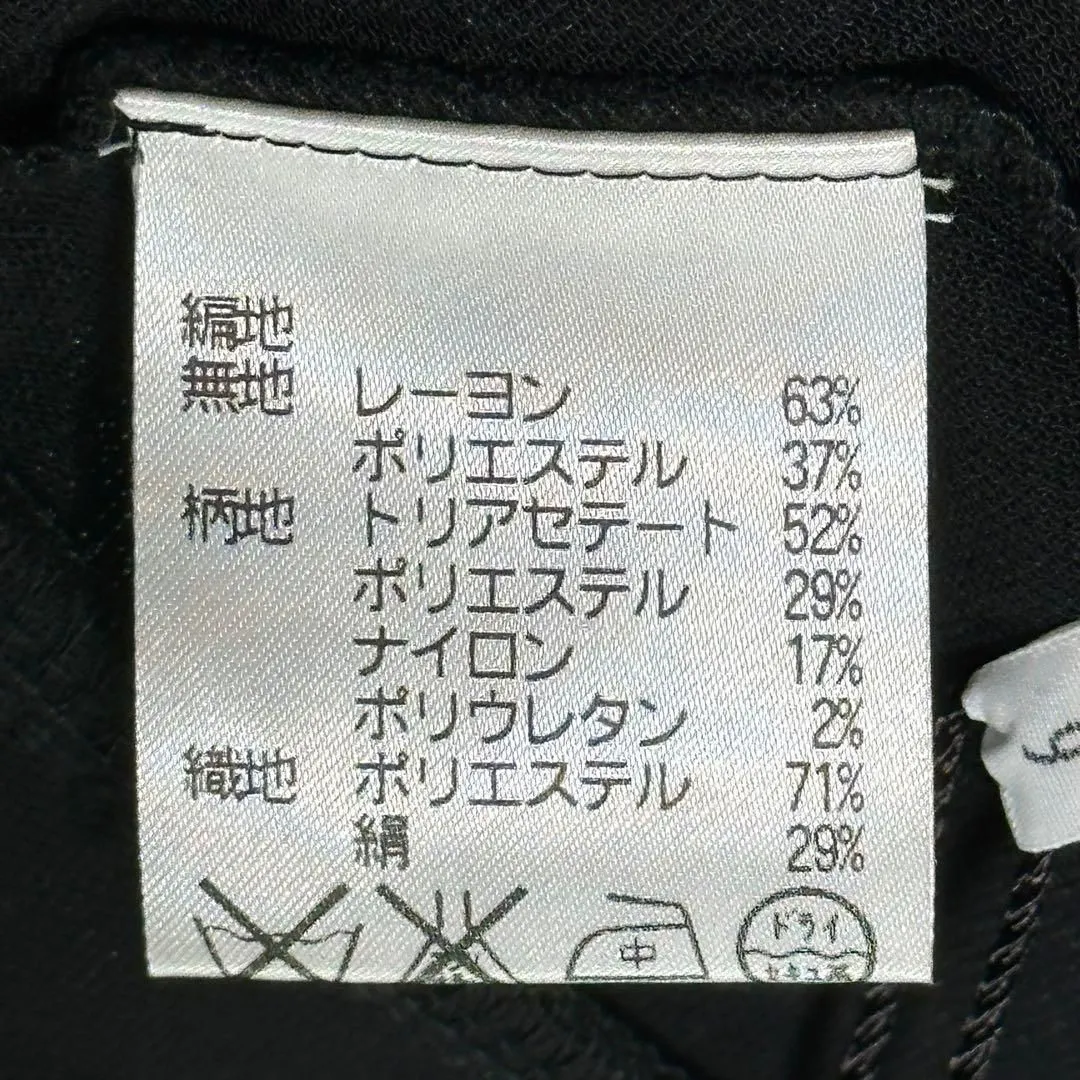 編地
無地 レーヨン 63%
ポリエステル 37%
柄地 トリアセテート 52%
ポリエステル 29%
ナイロン 17%
ポリウレタン 2%
織地 ポリエステル 71%
絹 29%
中
ドライ